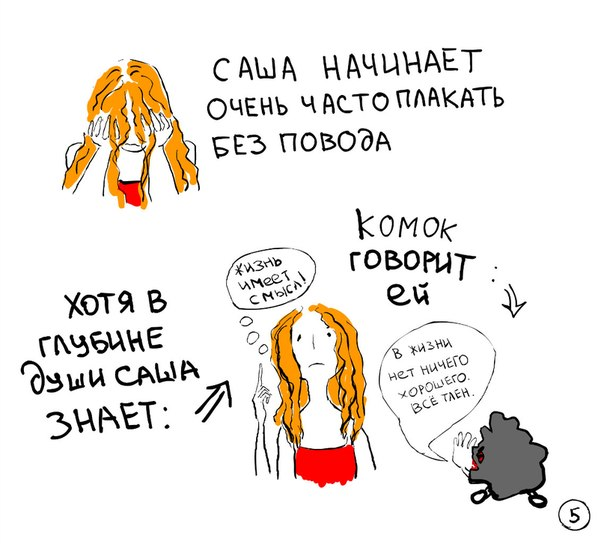 САША НАЧИНАЕТ
ОЧЕНЬ ЧАСТО ПЛАКАТЬ
БЕЗ ПОВОДА
ХОТЯ В
ГЛУБИНЕ
ДУШИ САША
ЗНАЕТ:
ЖИЗНЬ
ИМЕЕТ
СМЫСЛ!
КОМОК
ГОВОРИТ
ЕЙ:
В ЖИЗНИ
НЕТ НИЧЕГО
ХОРОШЕГО.
ВСЁ ТЛЕН.
5